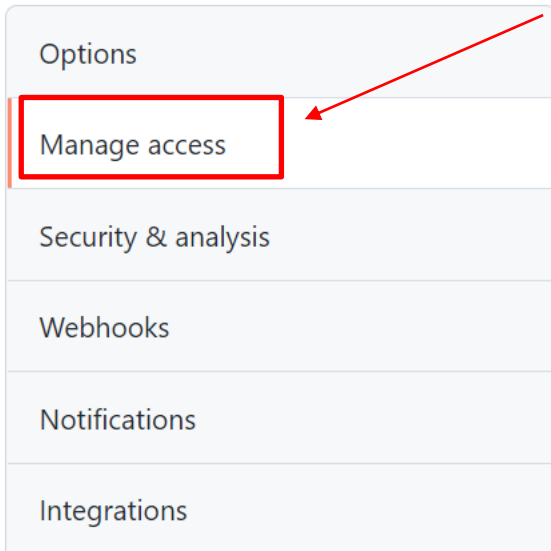 Options
Manage access
Security & analysis
Webhooks
Notifications
Integrations